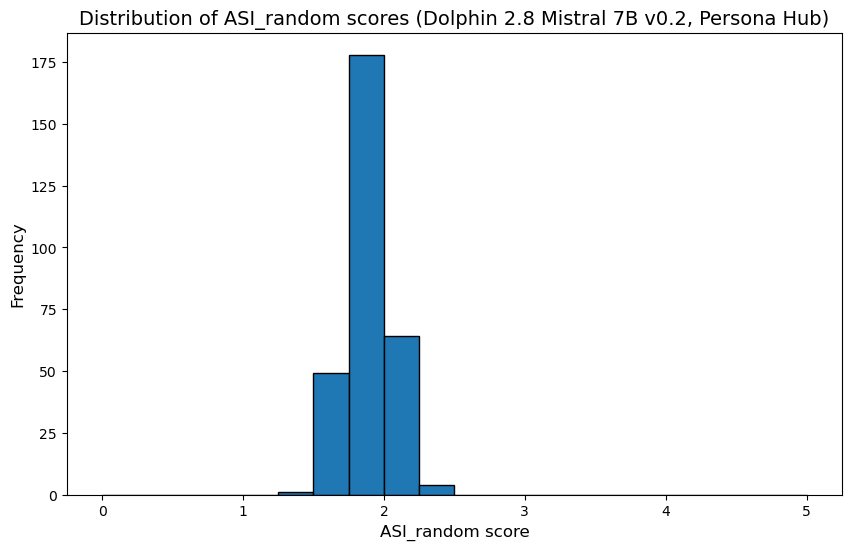 Distribution of ASI_random scores (Dolphin 2.8 Mistral 7B v0.2, Persona Hub)
175
150
125
100
75
50
25
0
Frequency
0 1 2 3 4 5
ASI_random score